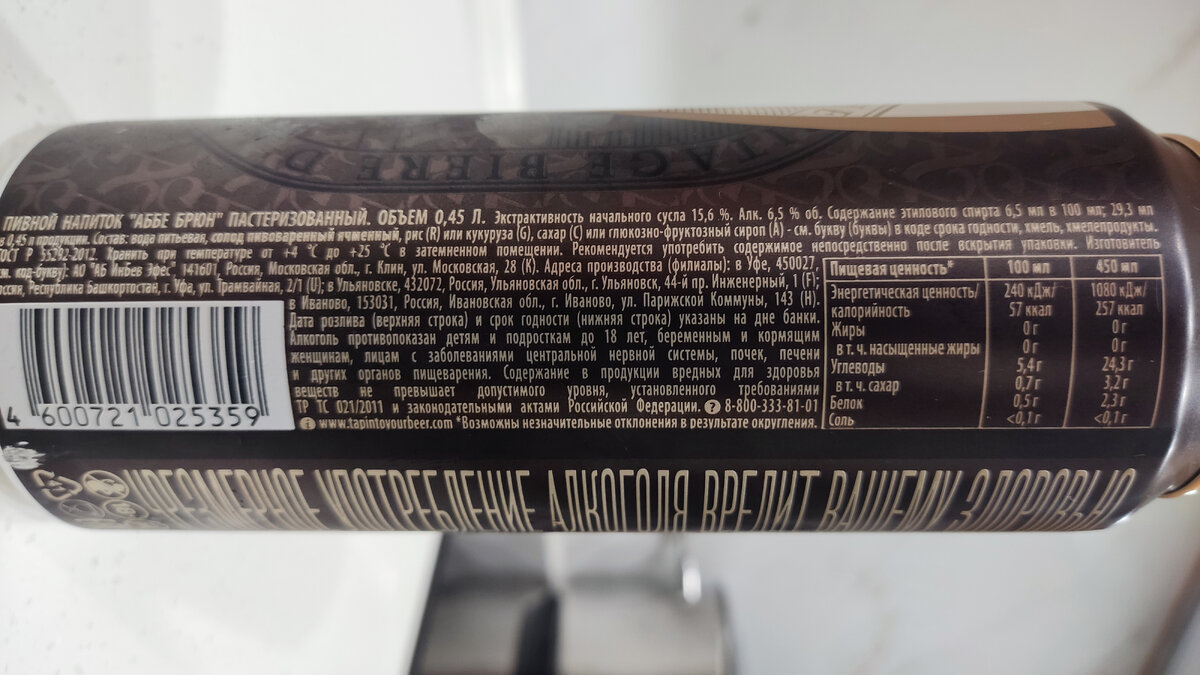 TAGE BIERE D
ПИВНОЙ НАПИТОК "АББЕ БРЮН" ПАСТЕРИЗОВАННЫЙ. ОБЪЕМ 0,45 Л. Экстрактивность начального сусла 15,6 %. Алк. 6,5 % об. Содержание этилового спирта 6,5 мл в 100 мл; 29,3 мл
в 0,45 л продукции. Состав: вода питьевая, солод пивоваренный ячменный, рис (R) или кукуруза (G), сахар (C) или глюкозно-фруктозный сироп (A) - см. букву (буквы) в коде срока годности, хмель, хмелепродукты.
ГОСТ Р 55292-2012. Хранить при температуре от +4 °С до +25 °С в затемненном помещении. Рекомендуется употребить содержимое непосредственно после вскрытия упаковки. Изготовитель
см. код-букву): АО "АБ ИнБев Эфес", 141601, Россия, Московская обл., г. Клин, ул. Московская, 28 (K). Адреса производства (филиалы): в Уфе, 450027,
Россия, Республика Башкортостан, г. Уфа, ул. Трамвайная, 2/1 (U); в Ульяновске, 432072, Россия, Ульяновская обл., г. Ульяновск, 44-й пр. Инженерный, 1 (F);
в Иваново, 153031, Россия, Ивановская обл., г. Иваново, ул. Парижской Коммуны, 143 (H).
Дата розлива (верхняя строка) и срок годности (нижняя строка) указаны на дне банки.
Алкоголь противопоказан детям и подросткам до 18 лет, беременным и кормящим
женщинам, лицам с заболеваниями центральной нервной системы, почек, печени
и других органов пищеварения. Содержание в продукции вредных для здоровья
веществ не превышает допустимого уровня, установленного требованиями
ТР ТС 021/2011 и законодательными актами Российской Федерации. ? 8-800-333-81-01
i www.tapintoyourbeer.com *Возможны незначительные отклонения в результате округления.
Пищевая ценность* 100 мл 450 мл
Энергетическая ценность/ 240 кДж/ 1080 кДж/
калорийность 57 ккал 257 ккал
Жиры 0 г 0 г
в т. ч. насыщенные жиры 0 г 0 г
Углеводы 5,4 г 24,3 г
в т. ч. сахар 0,7 г 3,2 г
Белок 0,5 г 2,3 г
Соль <0,1 г <0,1 г
4 600721 025359
ЧРЕЗМЕРНОЕ УПОТРЕБЛЕНИЕ АЛКОГОЛЯ ВРЕДИТ ВАШЕМУ ЗДОРОВЬЮ